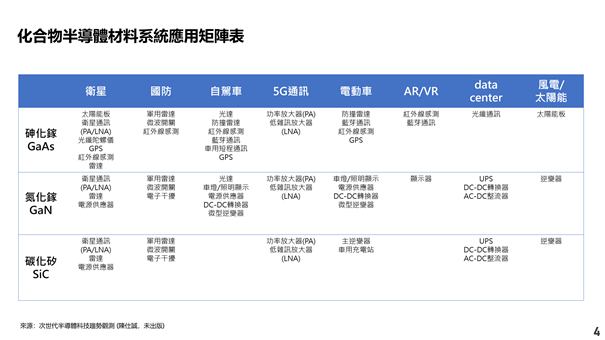 化合物半導體材料系統應用矩陣表
衛星
國防
自駕車
5G通訊
電動車
AR/VR
data
center
風電/
太陽能
砷化鎵
GaAs
太陽能板
衛星通訊
(PA/LNA)
光纖陀螺儀
GPS
紅外線感測
雷達
軍用雷達
微波開關
紅外線感測
光達
防撞雷達
紅外線感測
藍芽通訊
車用短程通訊
GPS
功率放大器(PA)
低雜訊放大器
(LNA)
防撞雷達
藍芽通訊
紅外線感測
GPS
紅外線感測
藍芽通訊
光纖通訊
太陽能板
氮化鎵
GaN
衛星通訊
(PA/LNA)
雷達
電源供應器
軍用雷達
微波開關
電子干擾
光達
車燈/照明顯示
電源供應器
DC-DC轉換器
微型逆變器
功率放大器(PA)
低雜訊放大器
(LNA)
車燈/照明顯示
電源供應器
DC-DC轉換器
微型逆變器
顯示器
UPS
DC-DC轉換器
AC-DC整流器
逆變器
碳化矽
SiC
衛星通訊
(PA/LNA)
雷達
電源供應器
軍用雷達
微波開關
電子干擾
功率放大器(PA)
低雜訊放大器
(LNA)
主逆變器
車用充電站
UPS
DC-DC轉換器
AC-DC整流器
逆變器
來源：次世代半導體科技趨勢觀測 (陳仕誠，未出版)
4